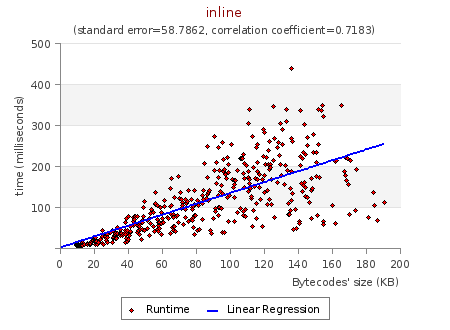 inline
(standard error=58.7862, correlation coefficient=0.7183)
500
400
300
200
100
time (milliseconds)
0 20 40 60 80 100 120 140 160 180 200
Bytecodes' size (KB)
Runtime Linear Regression